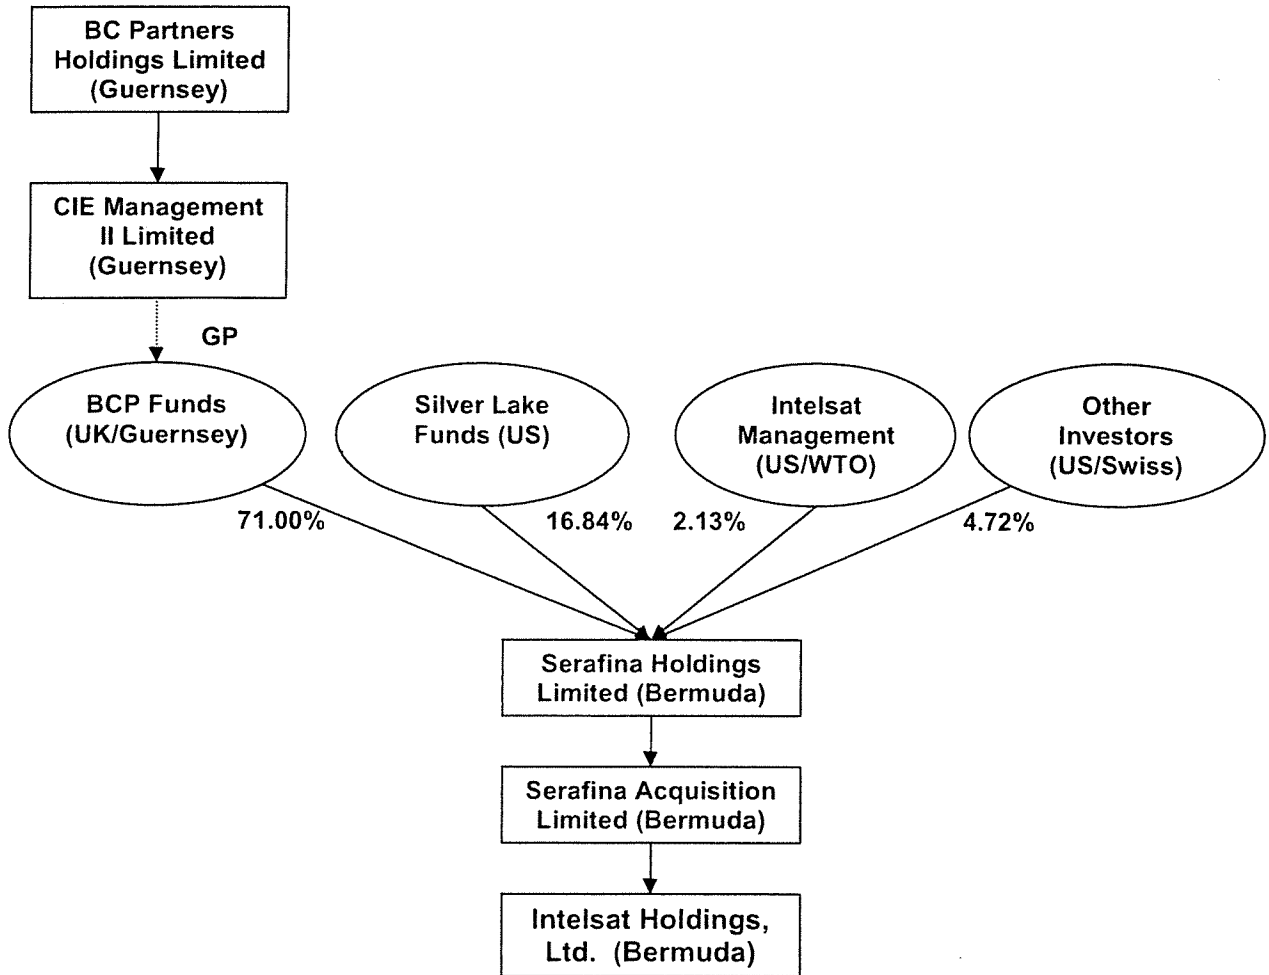 BC Partners
Holdings Limited
(Guernsey)
CIE Management
II Limited
(Guernsey)
GP
BCP Funds
(UK/Guernsey)
Silver Lake
Funds (US)
Intelsat
Management
(US/WTO)
Other
Investors
(US/Swiss)
71.00%
16.84%
2.13%
4.72%
Serafina Holdings
Limited (Bermuda)
Serafina Acquisition
Limited (Bermuda)
Intelsat Holdings,
Ltd. (Bermuda)